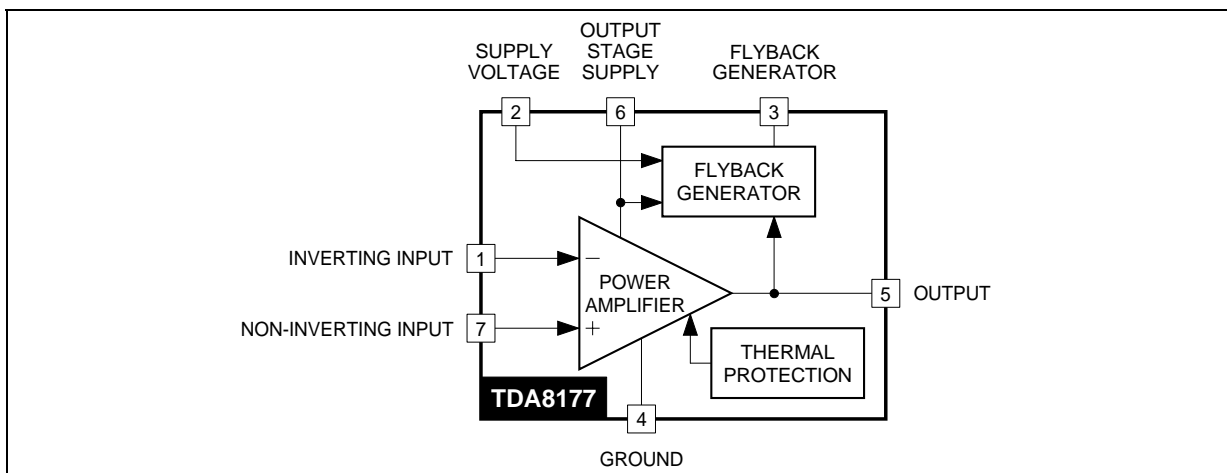 OUTPUT
STAGE
SUPPLY
SUPPLY
VOLTAGE
FLYBACK
GENERATOR
2
6
3
FLYBACK
GENERATOR
INVERTING INPUT
1
−
POWER
AMPLIFIER
5
OUTPUT
NON-INVERTING INPUT
7
+
THERMAL
PROTECTION
TDA8177
4
GROUND